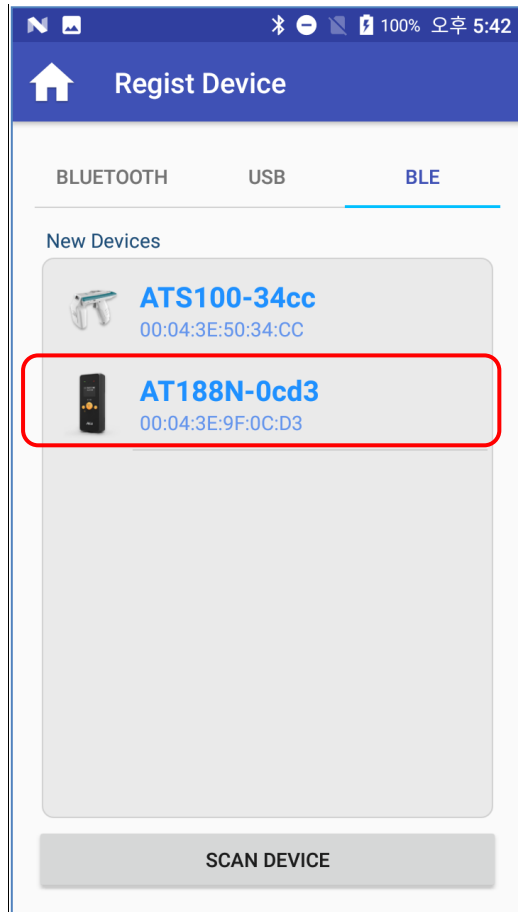 100% 오후 5:42
Regist Device
BLUETOOTH USB BLE
New Devices
ATS100-34cc
00:04:3E:50:34:CC
AT188N-0cd3
00:04:3E:9F:0C:D3
SCAN DEVICE